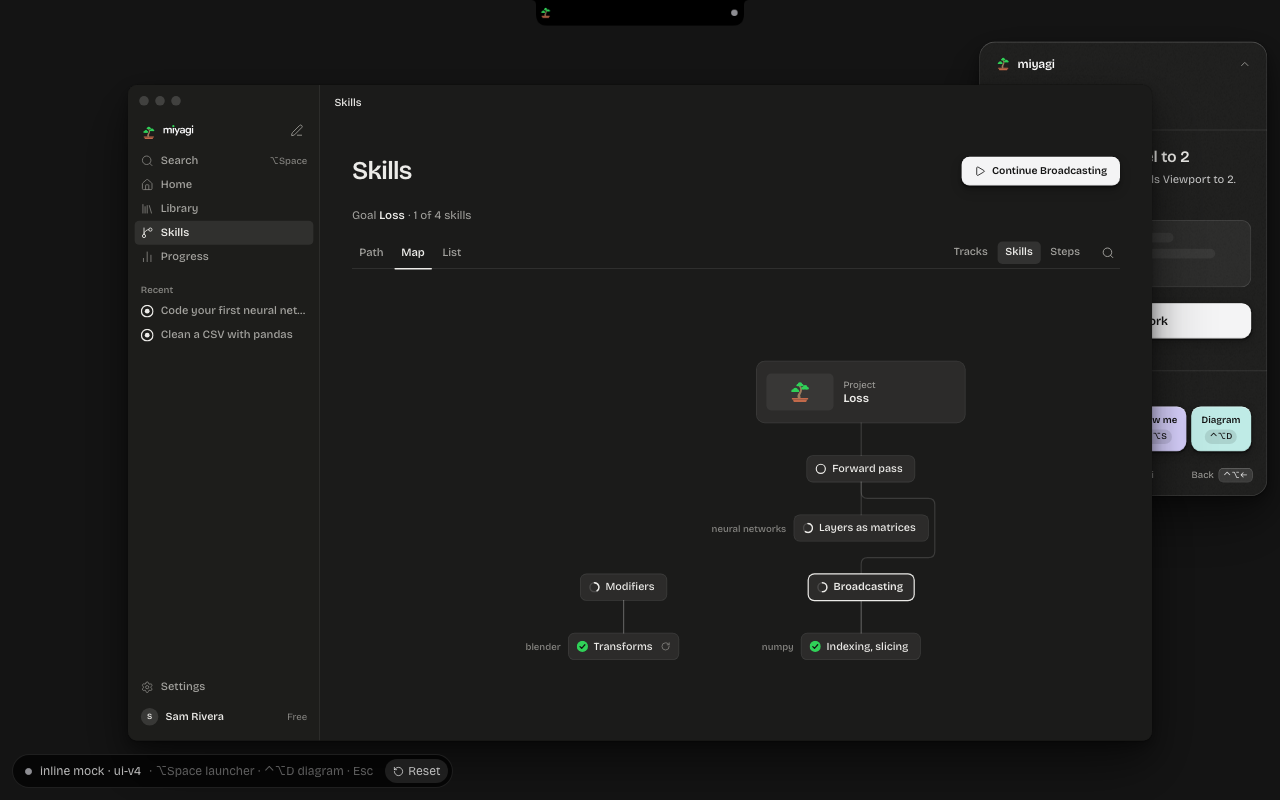 miyagi
Skills
miyagi
Search ⌥Space
Home
Library
Skills
Progress
Recent
Code your first neural net...
Clean a CSV with pandas
Settings
S Sam Rivera Free
Skills
Continue Broadcasting
Goal Loss · 1 of 4 skills
Path Map List
Tracks Skills Steps
Project
Loss
Forward pass
neural networks Layers as matrices
Modifiers
Broadcasting
blender Transforms
numpy Indexing, slicing
to 2
Viewport to 2.
me
Diagram
⌥S
^⌥D
Back ^⌥←
inline mock · ui-v4 · ⌥Space launcher · ^⌥D diagram · Esc
Reset